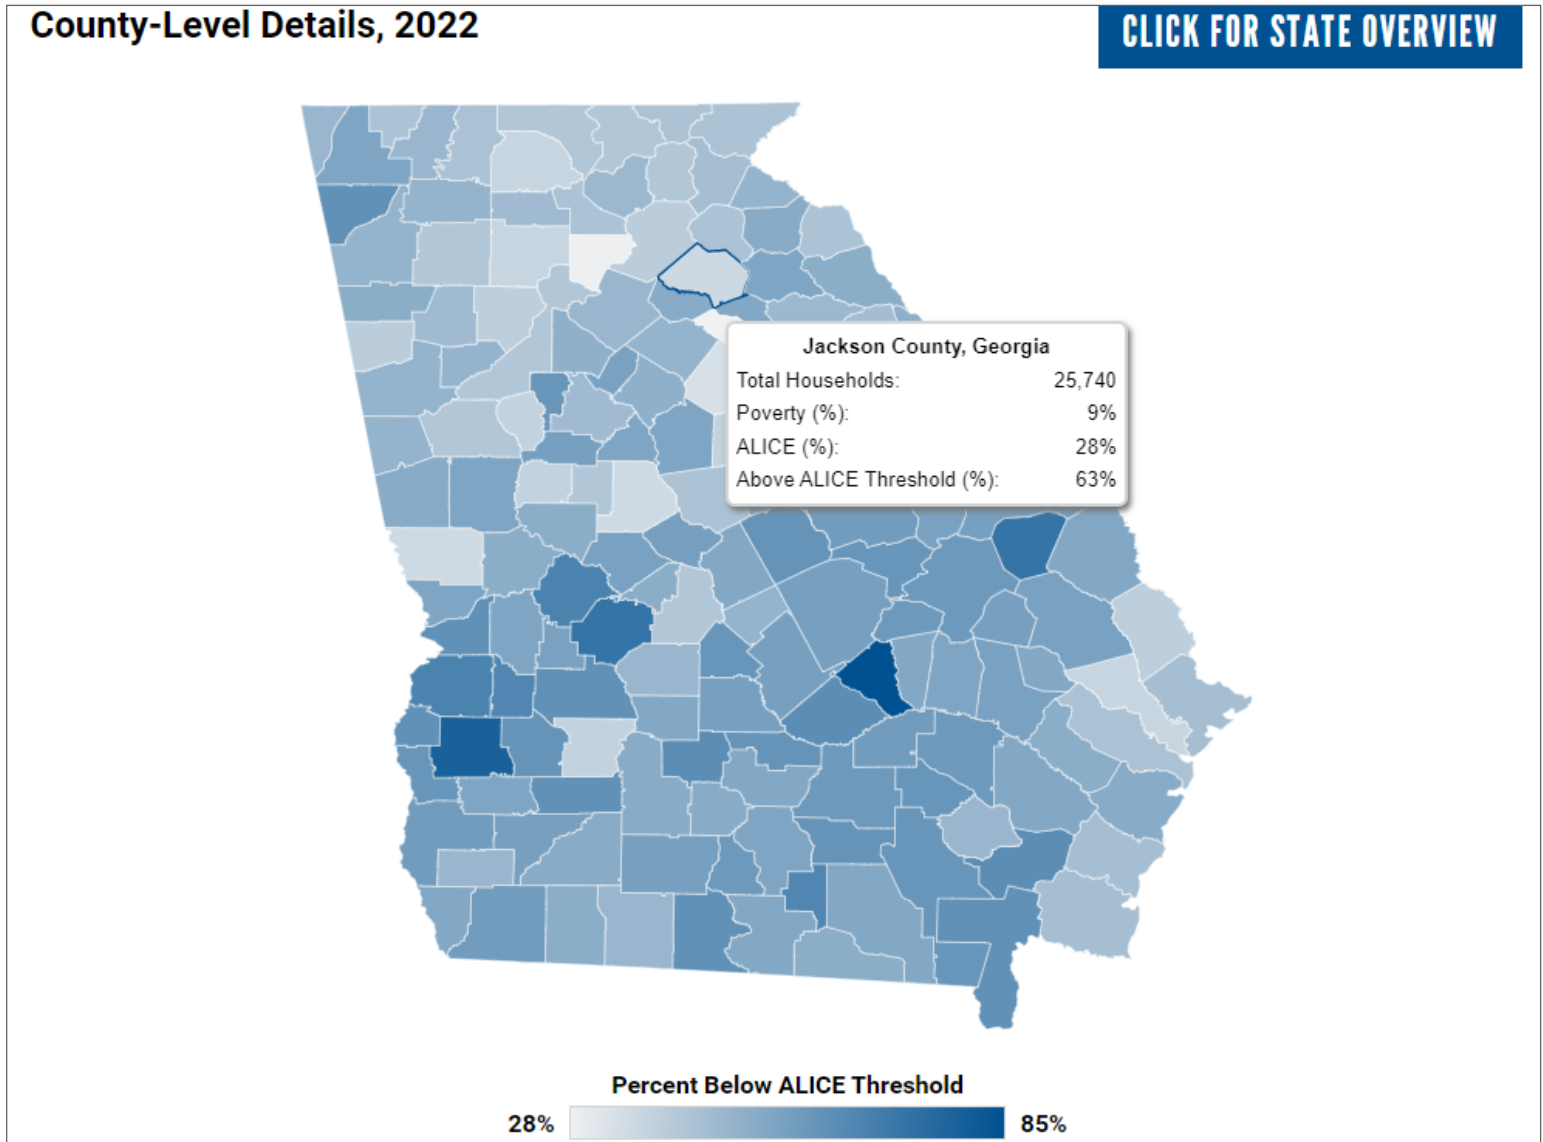 County-Level Details, 2022
CLICK FOR STATE OVERVIEW
Jackson County, Georgia
Total Households: 25,740
Poverty (%): 9%
ALICE (%): 28%
Above ALICE Threshold (%): 63%
Percent Below ALICE Threshold
28% 85%